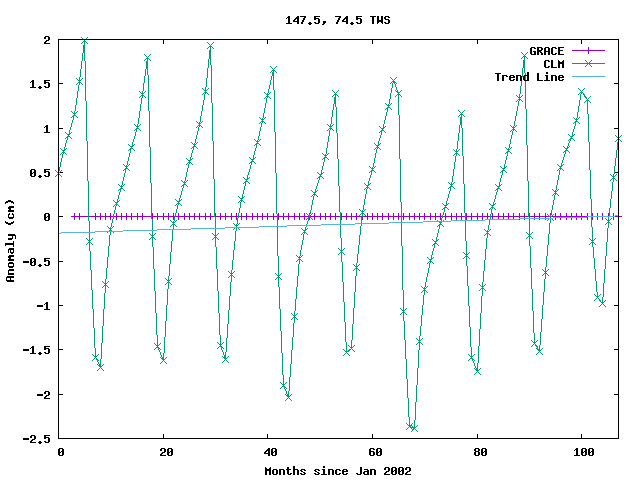 147.5, 74.5 TWS
GRACE
CLM
Trend Line
2
1.5
1
0.5
0
-0.5
-1
-1.5
-2
-2.5
Anomaly (cm)
0 20 40 60 80 100
Months since Jan 2002